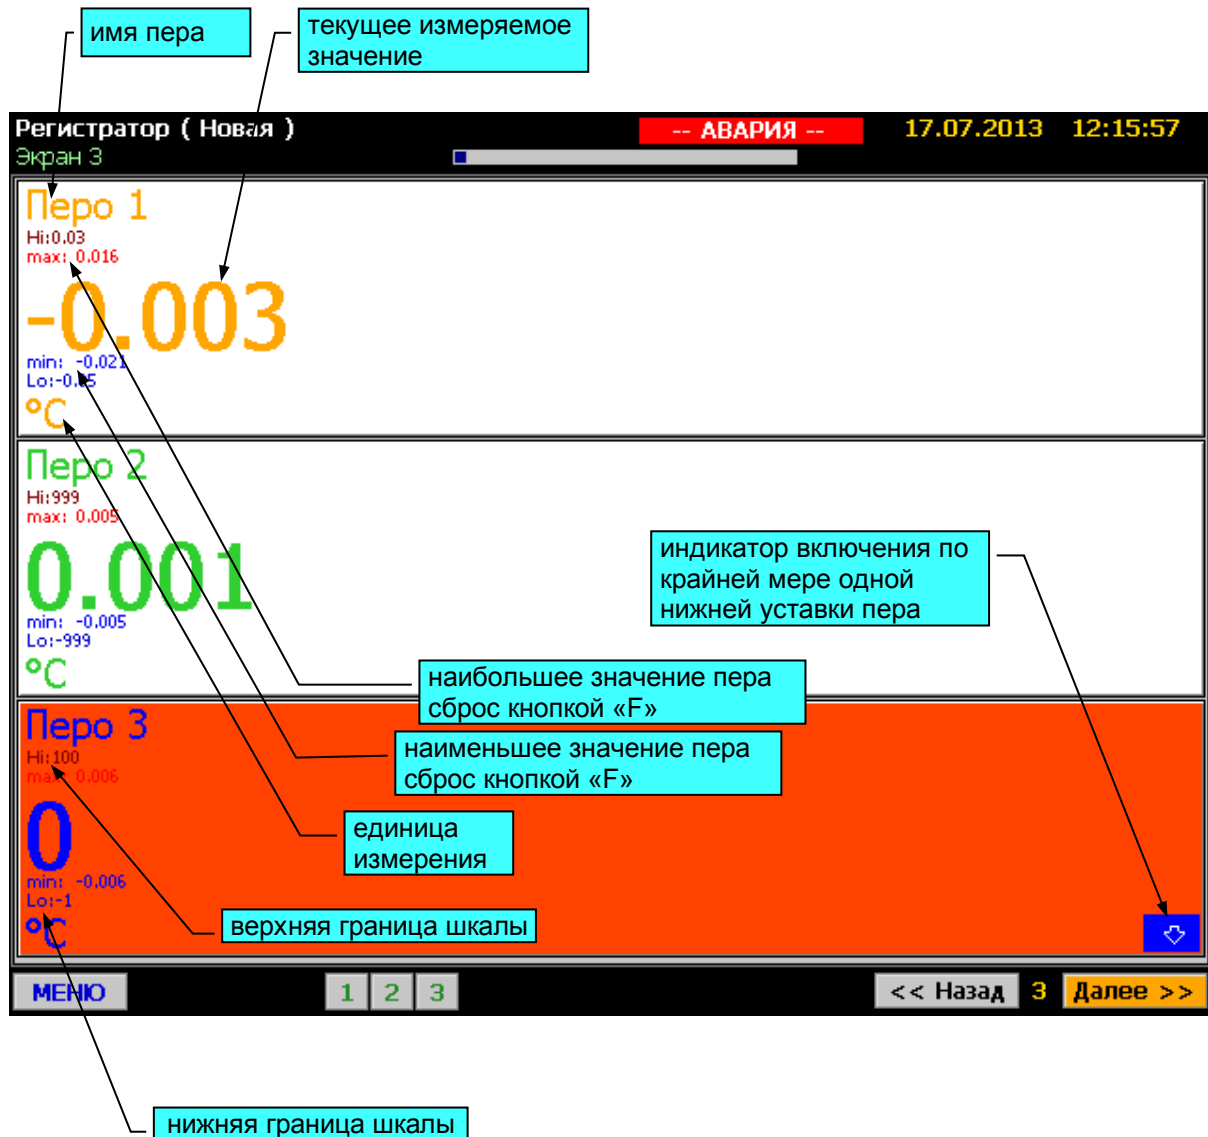 имя пера
текущее измеряемое
значение
Регистратор ( Новая )
-- АВАРИЯ --
17.07.2013 12:15:57
Экран 3
Перо 1
Hi:0.03
max: 0.016
-0.003
min: -0.021
Lo:-0.05
°C
Перо 2
Hi:999
max: 0.005
0.001
min: -0.005
Lo:-999
°C
индикатор включения по
крайней мере одной
нижней уставки пера
наибольшее значение пера
сброс кнопкой «F»
Перо 3
Hi:100
max: 0.006
0
min: -0.006
Lo:-1
°C
наименьшее значение пера
сброс кнопкой «F»
единица
измерения
верхняя граница шкалы
МЕНЮ
1 2 3
<< Назад 3 Далее >>
нижняя граница шкалы